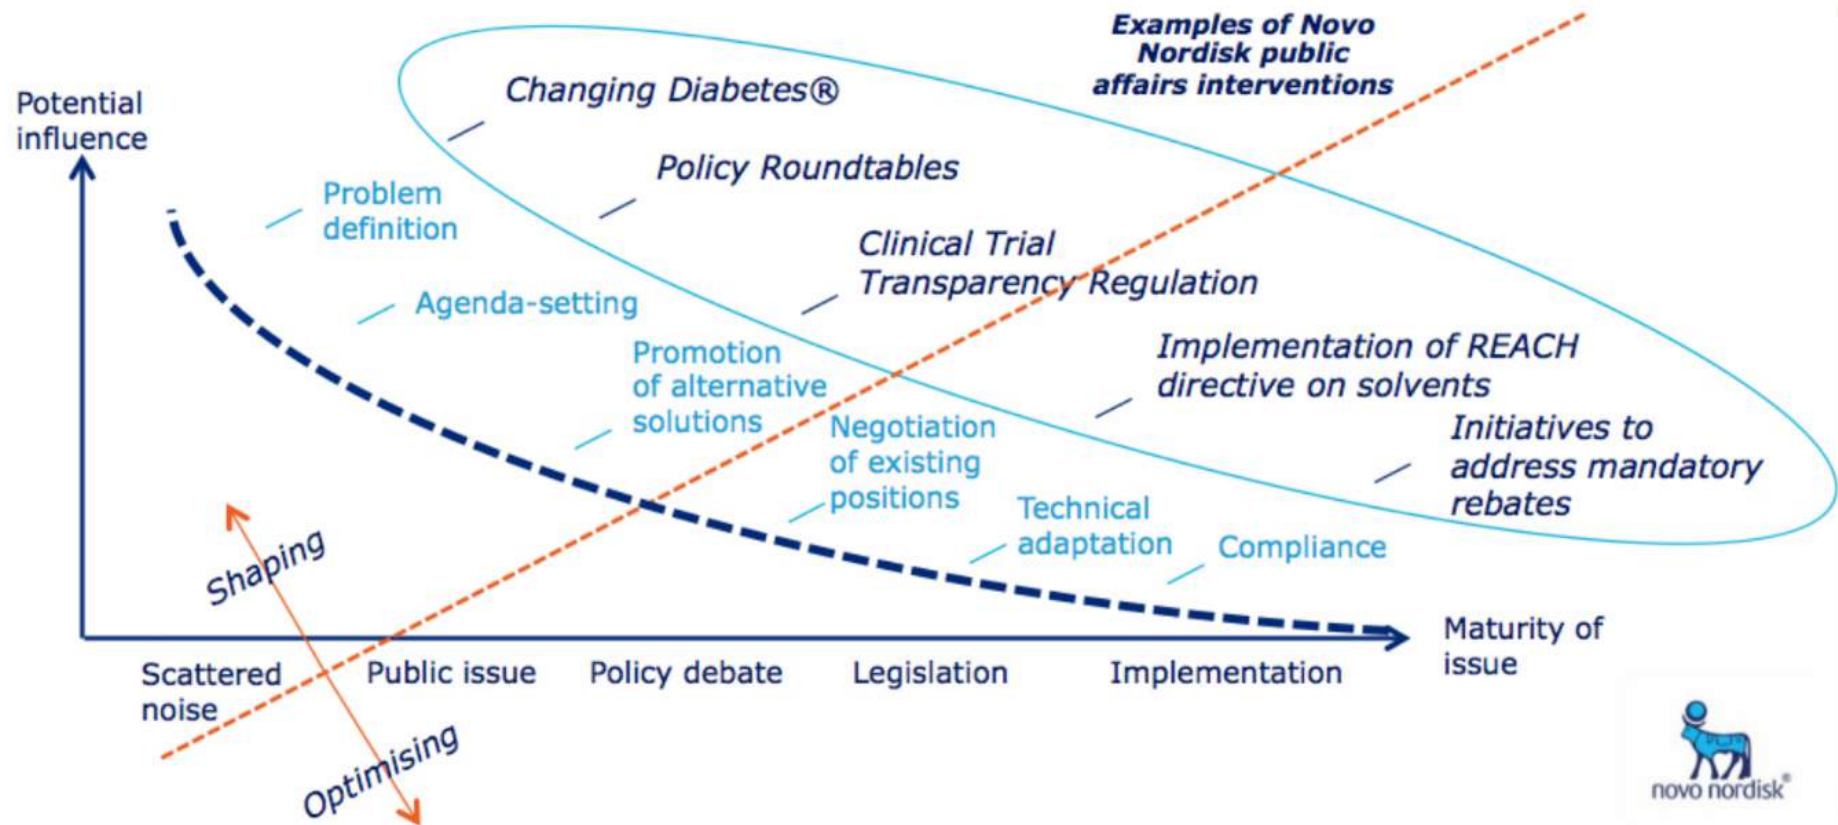 Examples of Novo
Nordisk public
affairs interventions
Potential
influence
Changing Diabetes®
Policy Roundtables
Problem
definition
Clinical Trial
Transparency Regulation
Agenda-setting
Promotion
of alternative
solutions
Implementation of REACH
directive on solvents
Negotiation
of existing
positions
Initiatives to
address mandatory
rebates
Technical
adaptation
Compliance
Shaping
Optimising
Maturity of
issue
Scattered
noise
Public issue
Policy debate
Legislation
Implementation
novo nordisk®